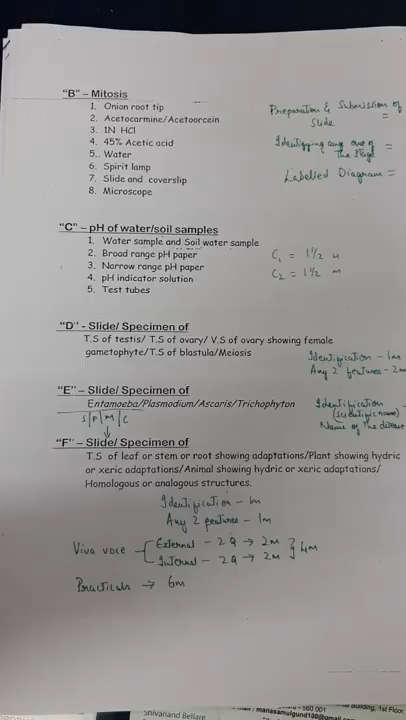 "B" – Mitosis
1. Onion root tip
2. Acetocarmine/Acetoorcein
3. 1N HCl
4. 45% Acetic acid
5. Water
6. Spirit lamp
7. Slide and coverslip
8. Microscope
Preparation & Submission of
Slide =
Identifying any one of
the Stage =
Labelled Diagram =
"C" – pH of water/soil samples
1. Water sample and Soil water sample
2. Broad range pH paper
3. Narrow range pH paper
4. pH indicator solution
5. Test tubes
C1 = 1½ m
C2 = 1½ m
"D" - Slide/ Specimen of
T.S of testis/ T.S of ovary/ V.S of ovary showing female
gametophyte/T.S of blastula/Meiosis
Identification - 1m
Any 2 features - 2m
"E" – Slide/ Specimen of
Entamoeba/Plasmodium/Ascaris/Trichophyton
S|P|M|C
Identification -
(scientific name)
Name of the disease
"F" – Slide/ Specimen of
T.S of leaf or stem or root showing adaptations/Plant showing hydric
or xeric adaptations/Animal showing hydric or xeric adaptations/
Homologous or analogous structures.
Identification - 1m
Any 2 features - 1m
Viva voce
External - 2Q → 2m
Internal - 2Q → 2m
} 4m
Practicals → 6m
Shivanand Bellare
560 001
manasamulgund100@gmail.com
Building, 1st Floor,